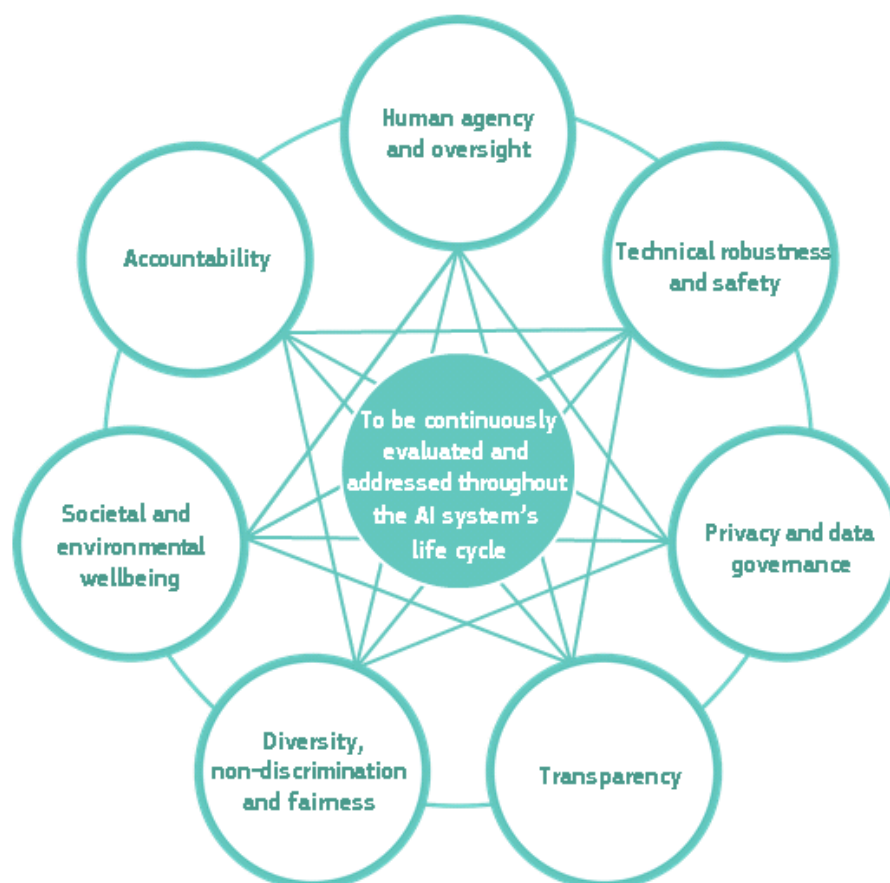 Human agency
and oversight
Technical robustness
and safety
Privacy and data
governance
Transparency
Diversity,
non-discrimination
and fairness
Societal and
environmental
wellbeing
Accountability
To be continuously
evaluated and
addressed throughout
the AI system's
life cycle